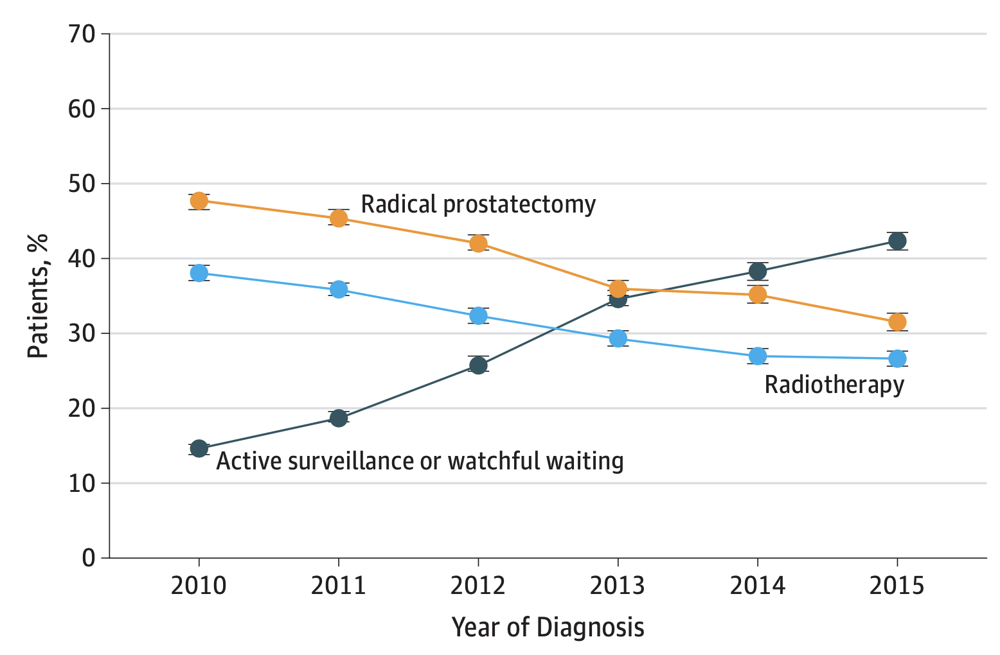 70
60
50
40
30
20
10
0
Patients, %
Radical prostatectomy
Radiotherapy
Active surveillance or watchful waiting
2010 2011 2012 2013 2014 2015
Year of Diagnosis